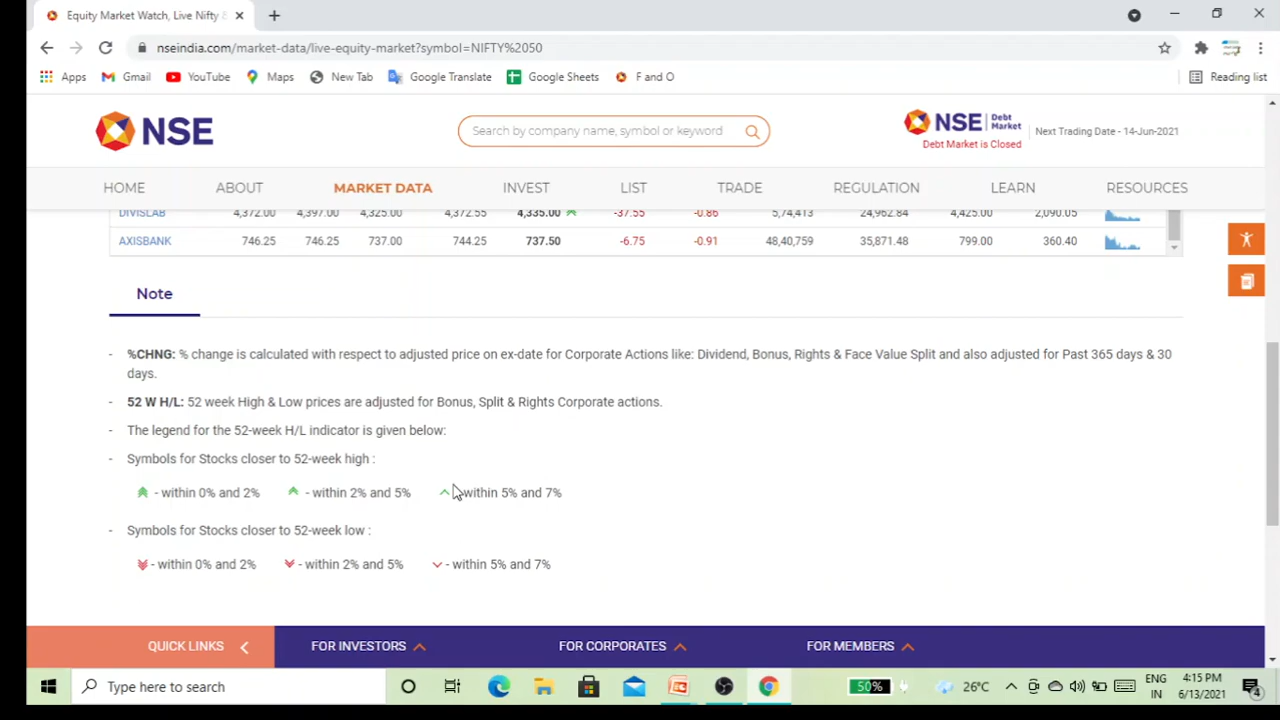 Equity Market Watch, Live Nifty
nseindia.com/market-data/live-equity-market?symbol=NIFTY%2050
Apps Gmail YouTube Maps New Tab Google Translate Google Sheets F and O Reading list
NSE
Search by company name, symbol or keyword
NSE Debt Market
Debt Market is Closed
Next Trading Date - 14-Jun-2021
HOME ABOUT MARKET DATA INVEST LIST TRADE REGULATION LEARN RESOURCES
DIVISLAB 4,372.00 4,397.00 4,325.00 4,372.55 4,335.00 -37.55 -0.86 5,74,413 24,962.84 4,425.00 2,090.05
AXISBANK 746.25 746.25 737.00 744.25 737.50 -6.75 -0.91 48,40,759 35,871.48 799.00 360.40
Note
- %CHNG: % change is calculated with respect to adjusted price on ex-date for Corporate Actions like: Dividend, Bonus, Rights & Face Value Split and also adjusted for Past 365 days & 30
days.
- 52 W H/L: 52 week High & Low prices are adjusted for Bonus, Split & Rights Corporate actions.
- The legend for the 52-week H/L indicator is given below:
- Symbols for Stocks closer to 52-week high :
- within 0% and 2% - within 2% and 5% within 5% and 7%
- Symbols for Stocks closer to 52-week low :
- within 0% and 2% - within 2% and 5% - within 5% and 7%
QUICK LINKS FOR INVESTORS FOR CORPORATES FOR MEMBERS
Type here to search
50%
26°C
ENG
IN
4:15 PM
6/13/2021
4